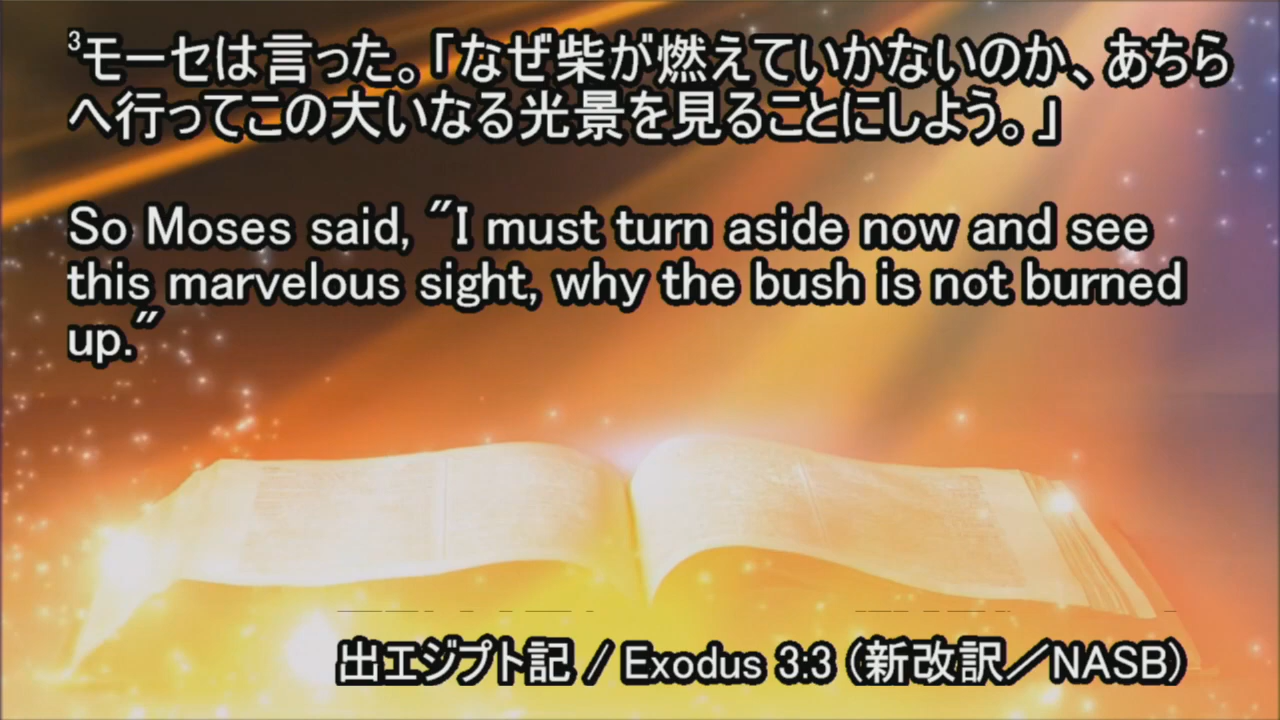 3モーセは言った。「なぜ柴が燃えていかないのか、あちら
へ行ってこの大いなる光景を見ることにしよう。」
So Moses said, "I must turn aside now and see
this marvelous sight, why the bush is not burned
up."
出エジプト記 / Exodus 3:3 (新改訳／NASB)